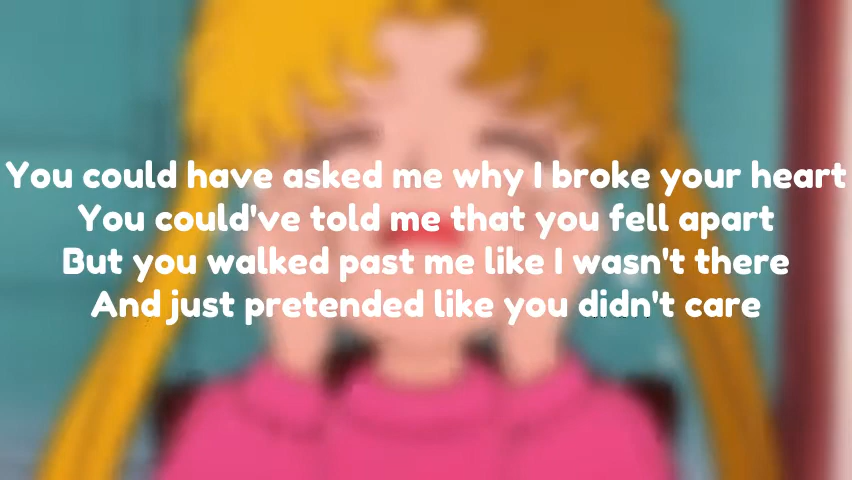 You could have asked me why I broke your heart
You could've told me that you fell apart
But you walked past me like I wasn't there
And just pretended like you didn't care